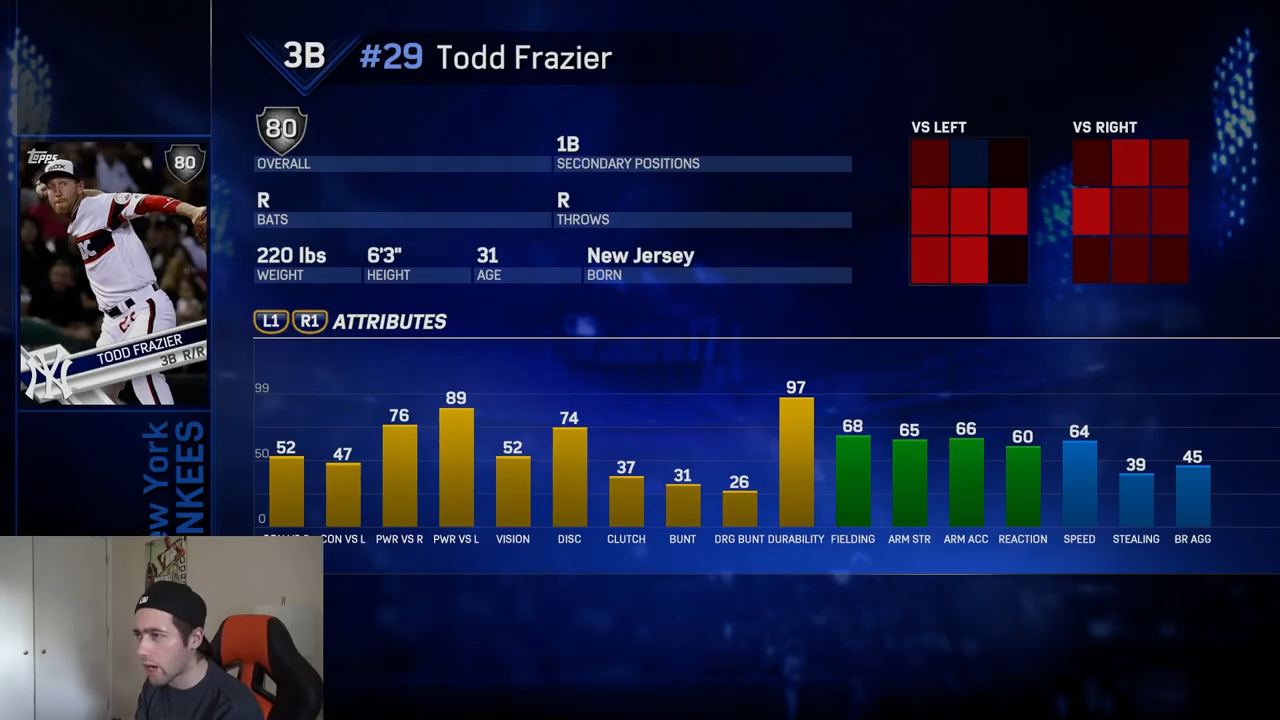 3B #29 Todd Frazier
80
OVERALL
1B
SECONDARY POSITIONS
R
BATS
R
THROWS
220 lbs
WEIGHT
6'3"
HEIGHT
31
AGE
New Jersey
BORN
VS LEFT
VS RIGHT
Topps
80
SOX
TODD FRAZIER
3B R/R
NY
ew York
NKEES
L1 R1 ATTRIBUTES
99
50
0
52 47 76 89 52 74 37 31 26 97 68 65 66 60 64 39 45
CON VS L PWR VS R PWR VS L VISION DISC CLUTCH BUNT DRG BUNT DURABILITY FIELDING ARM STR ARM ACC REACTION SPEED STEALING BR AGG